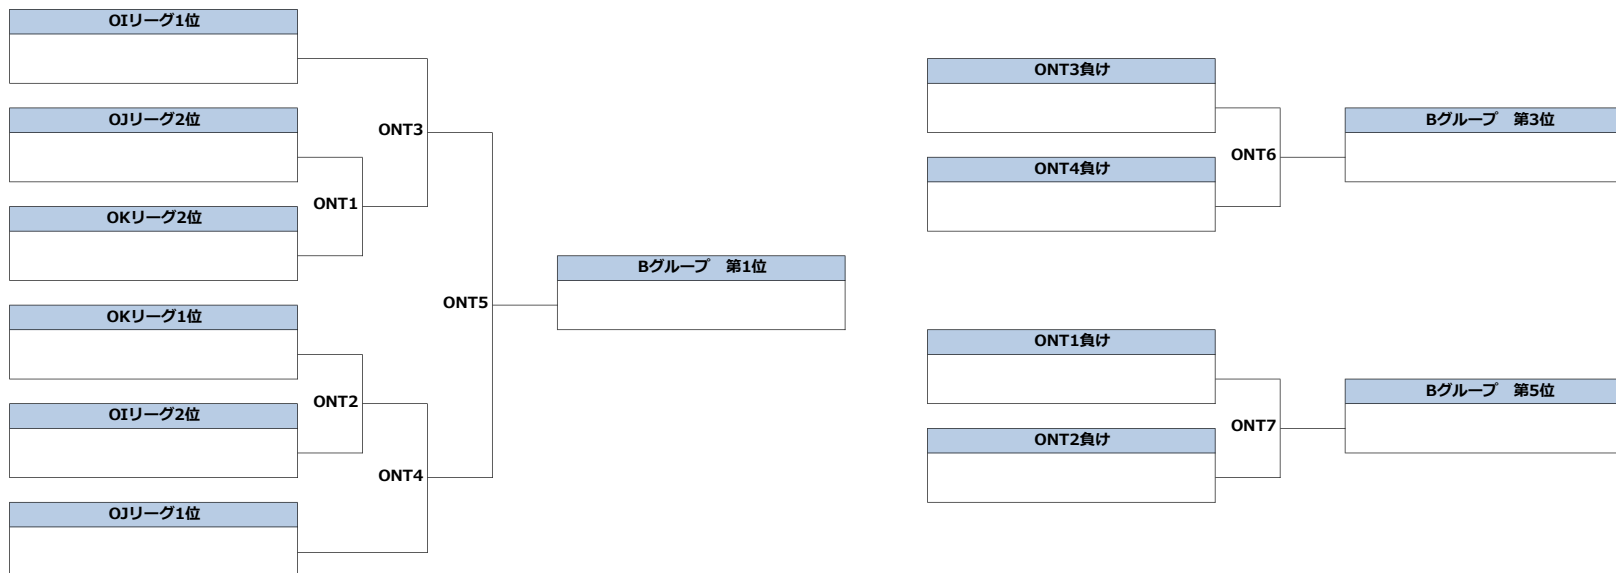 OIリーグ1位
OJリーグ2位
ONT3
ONT1
OKリーグ2位
Bグループ　第1位
ONT5
OKリーグ1位
ONT2
OIリーグ2位
ONT4
OJリーグ1位
ONT3負け
Bグループ　第3位
ONT6
ONT4負け
ONT1負け
Bグループ　第5位
ONT7
ONT2負け